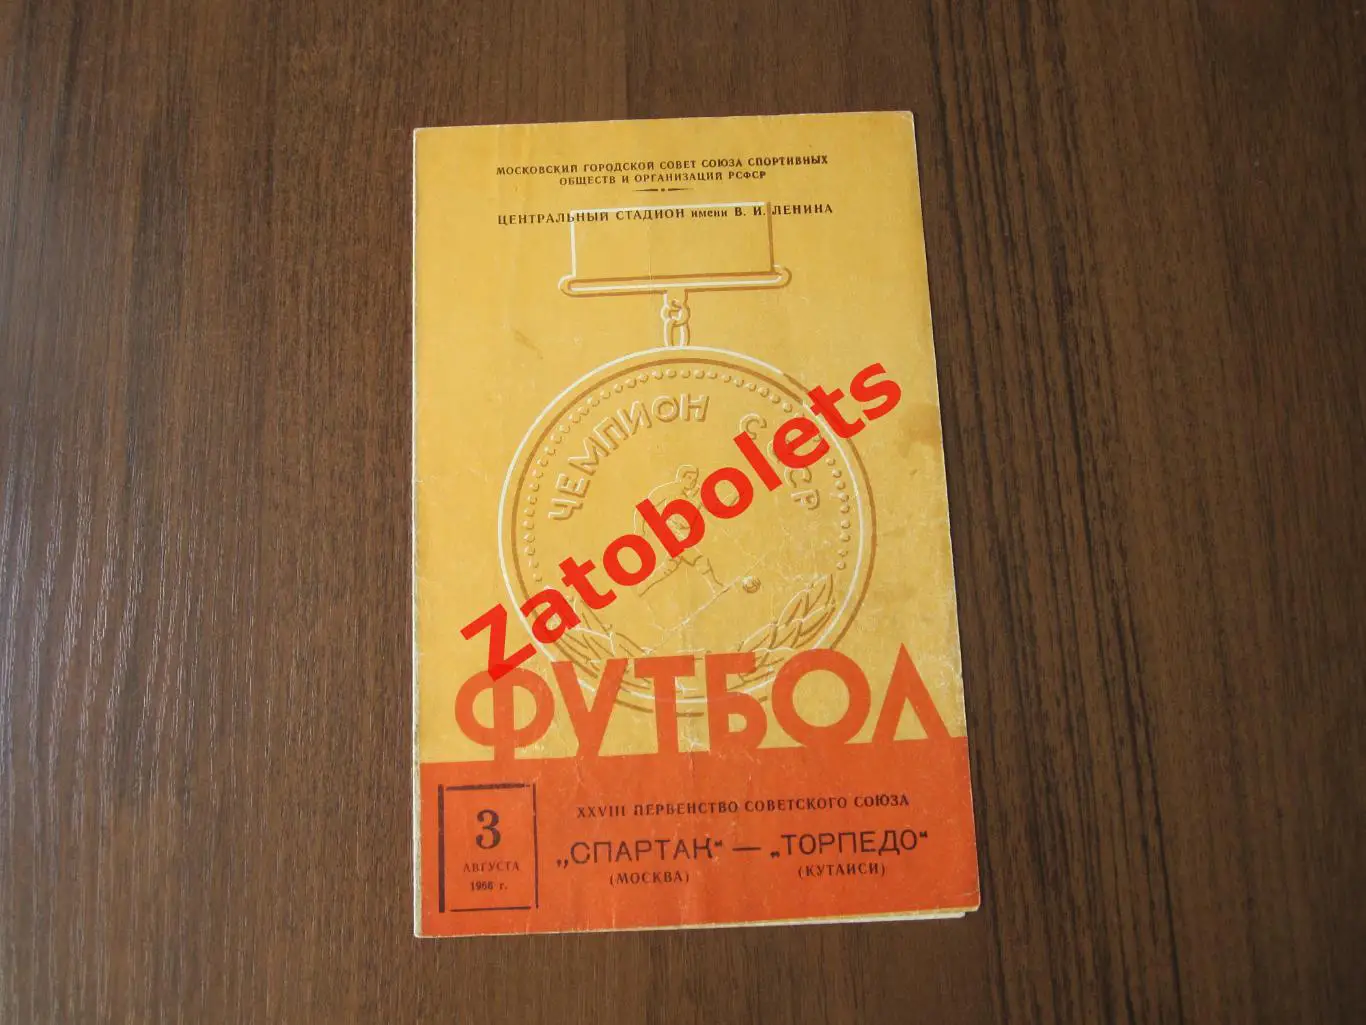 МОСКОВСКИЙ ГОРОДСКОЙ СОВЕТ СОЮЗА СПОРТИВНЫХ
ОБЩЕСТВ И ОРГАНИЗАЦИЙ РСФСР
ЦЕНТРАЛЬНЫЙ СТАДИОН имени В. И. ЛЕНИНА
ЧЕМПИОН СССР
Zatobolets
ФУТБОЛ
3
АВГУСТА
1966 г.
XXVIII ПЕРВЕНСТВО СОВЕТСКОГО СОЮЗА
„СПАРТАК" — „ТОРПЕДО"
(МОСКВА) (КУТАИСИ)